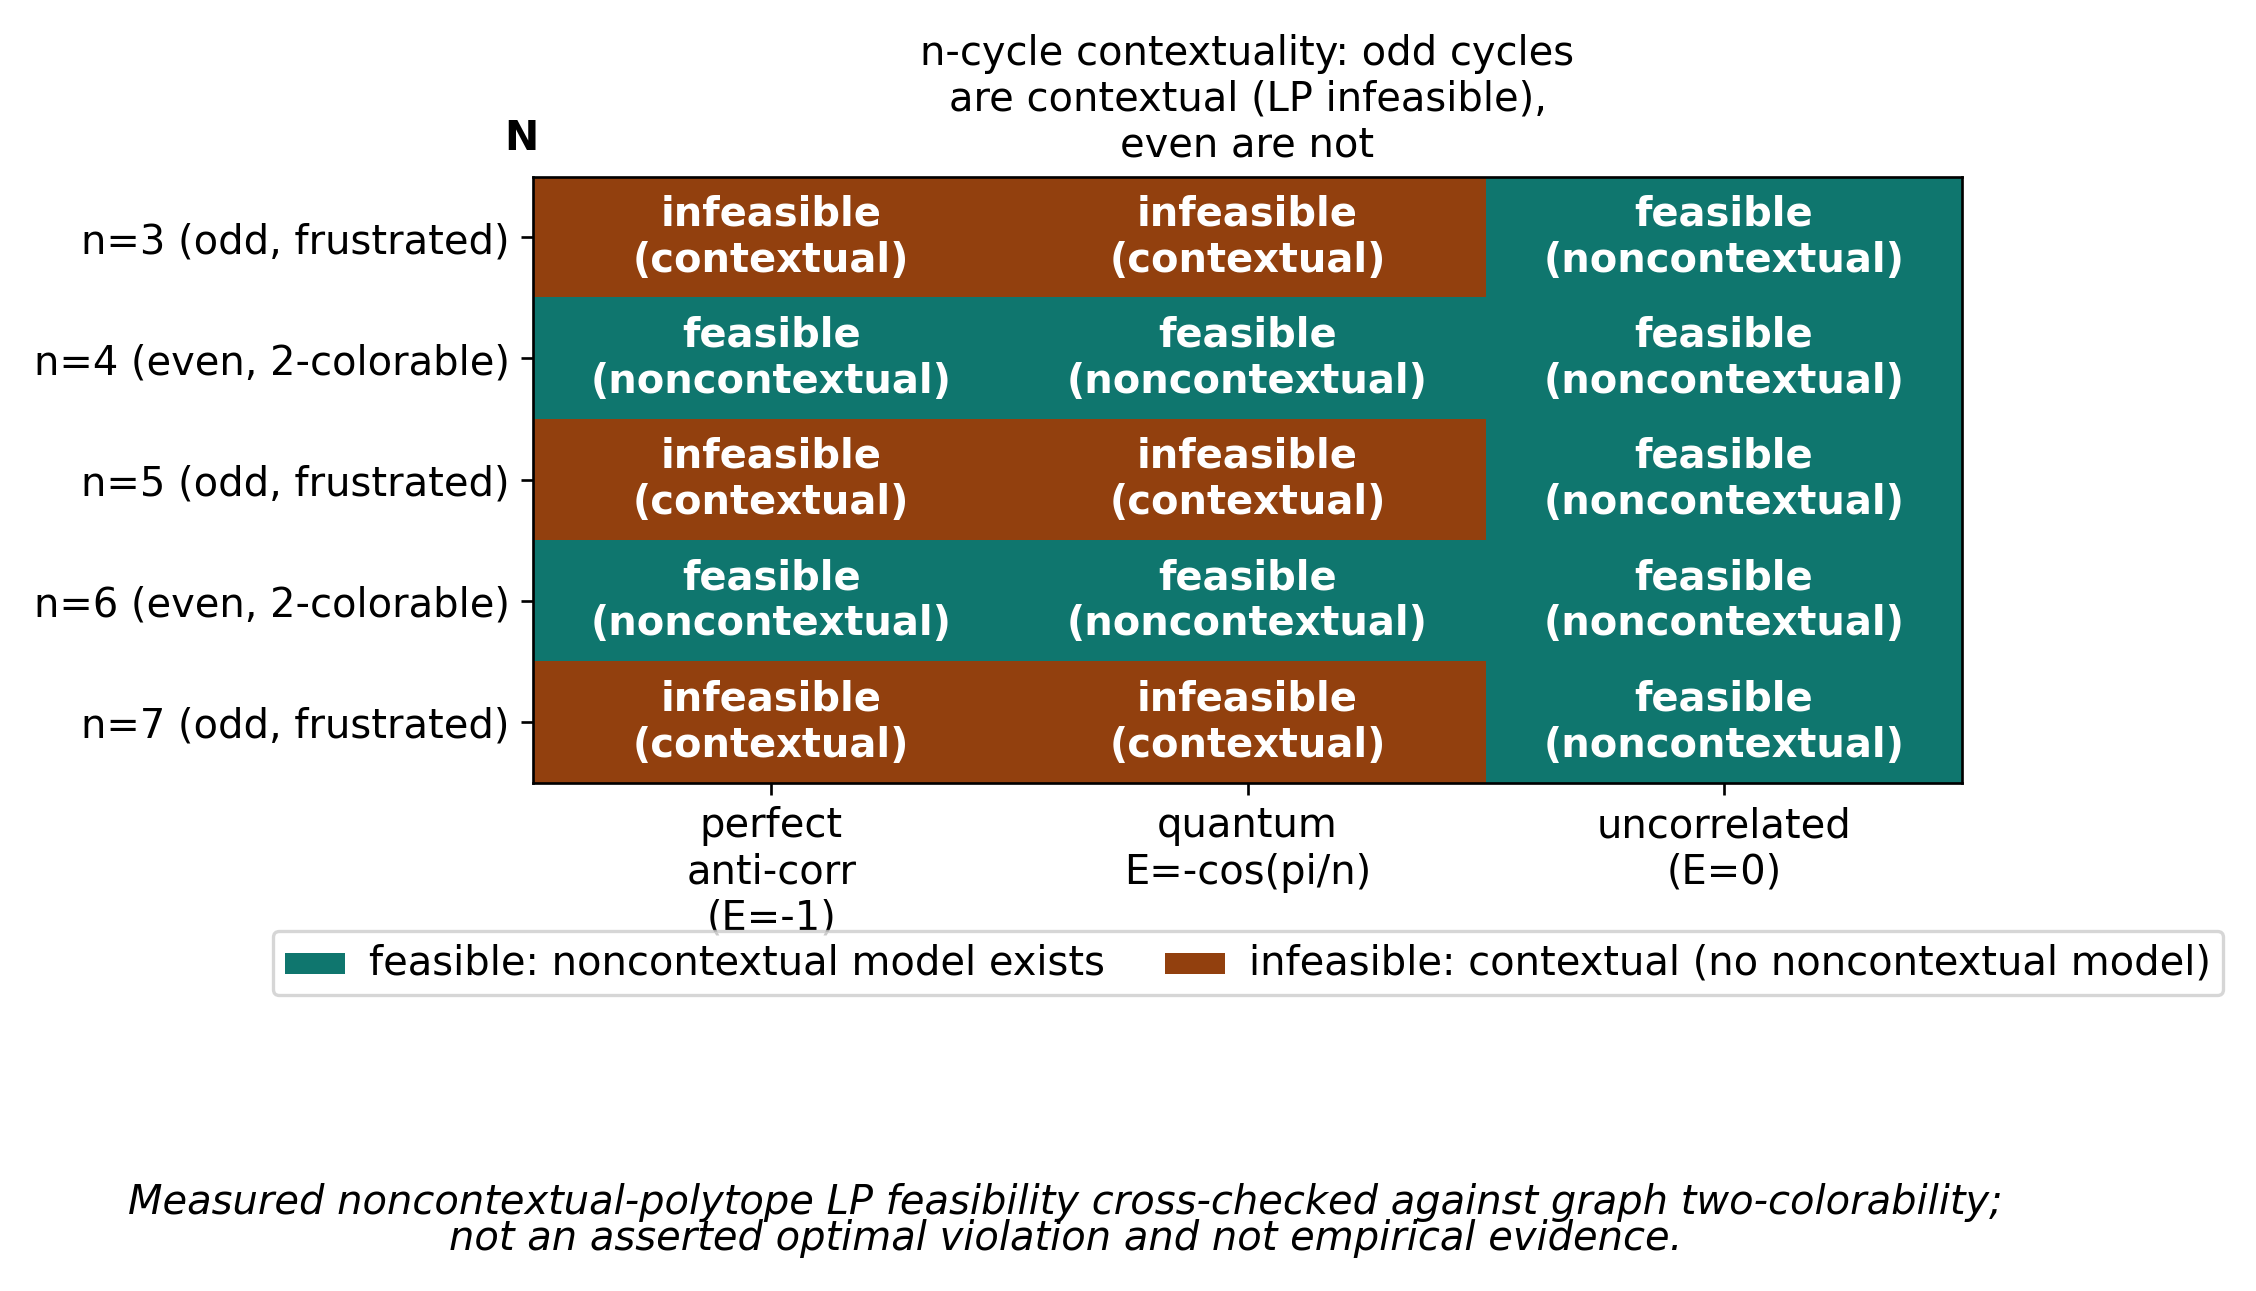 n-cycle contextuality: odd cycles
are contextual (LP infeasible),
even are not
N
n=3 (odd, frustrated)
infeasible
(contextual)
infeasible
(contextual)
feasible
(noncontextual)
n=4 (even, 2-colorable)
feasible
(noncontextual)
feasible
(noncontextual)
feasible
(noncontextual)
n=5 (odd, frustrated)
infeasible
(contextual)
infeasible
(contextual)
feasible
(noncontextual)
n=6 (even, 2-colorable)
feasible
(noncontextual)
feasible
(noncontextual)
feasible
(noncontextual)
n=7 (odd, frustrated)
infeasible
(contextual)
infeasible
(contextual)
feasible
(noncontextual)
perfect
anti-corr
(E=-1)
quantum
E=-cos(pi/n)
uncorrelated
(E=0)
feasible: noncontextual model exists
infeasible: contextual (no noncontextual model)
Measured noncontextual-polytope LP feasibility cross-checked against graph two-colorability;
not an asserted optimal violation and not empirical evidence.